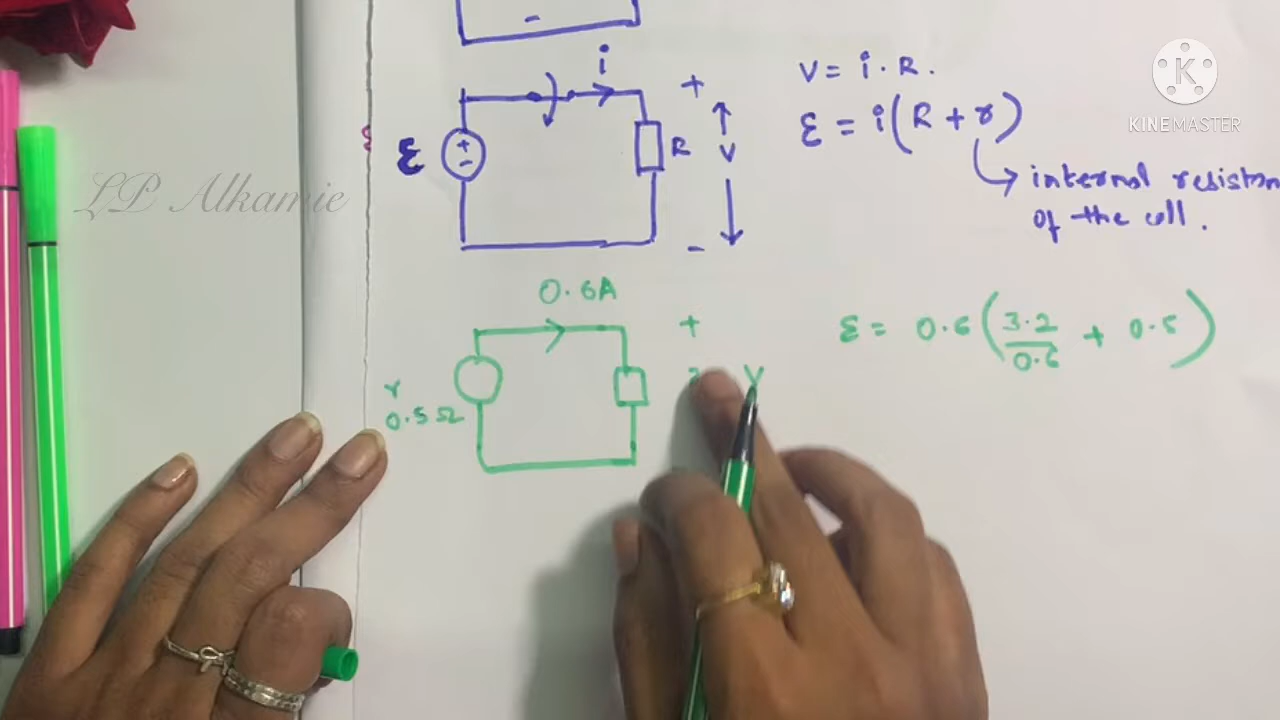 -
i
+
ε
+
-
R
v
-
v = i · R .
ε = i ( R + r )
internal resistan
of the cell .
0.6A
+
r
0.5 Ω
V
ε = 0.6 ( 3.2 / 0.6 + 0.5 )
K
KINEMASTER
LP Alkamie